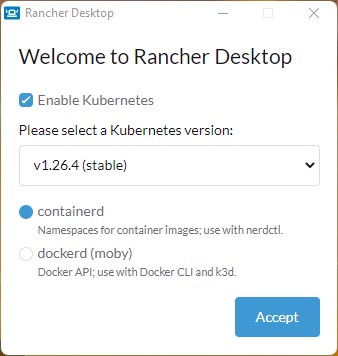 Rancher Desktop
Welcome to Rancher Desktop
Enable Kubernetes
Please select a Kubernetes version:
v1.26.4 (stable)
containerd
Namespaces for container images; use with nerdctl.
dockerd (moby)
Docker API; use with Docker CLI and k3d.
Accept